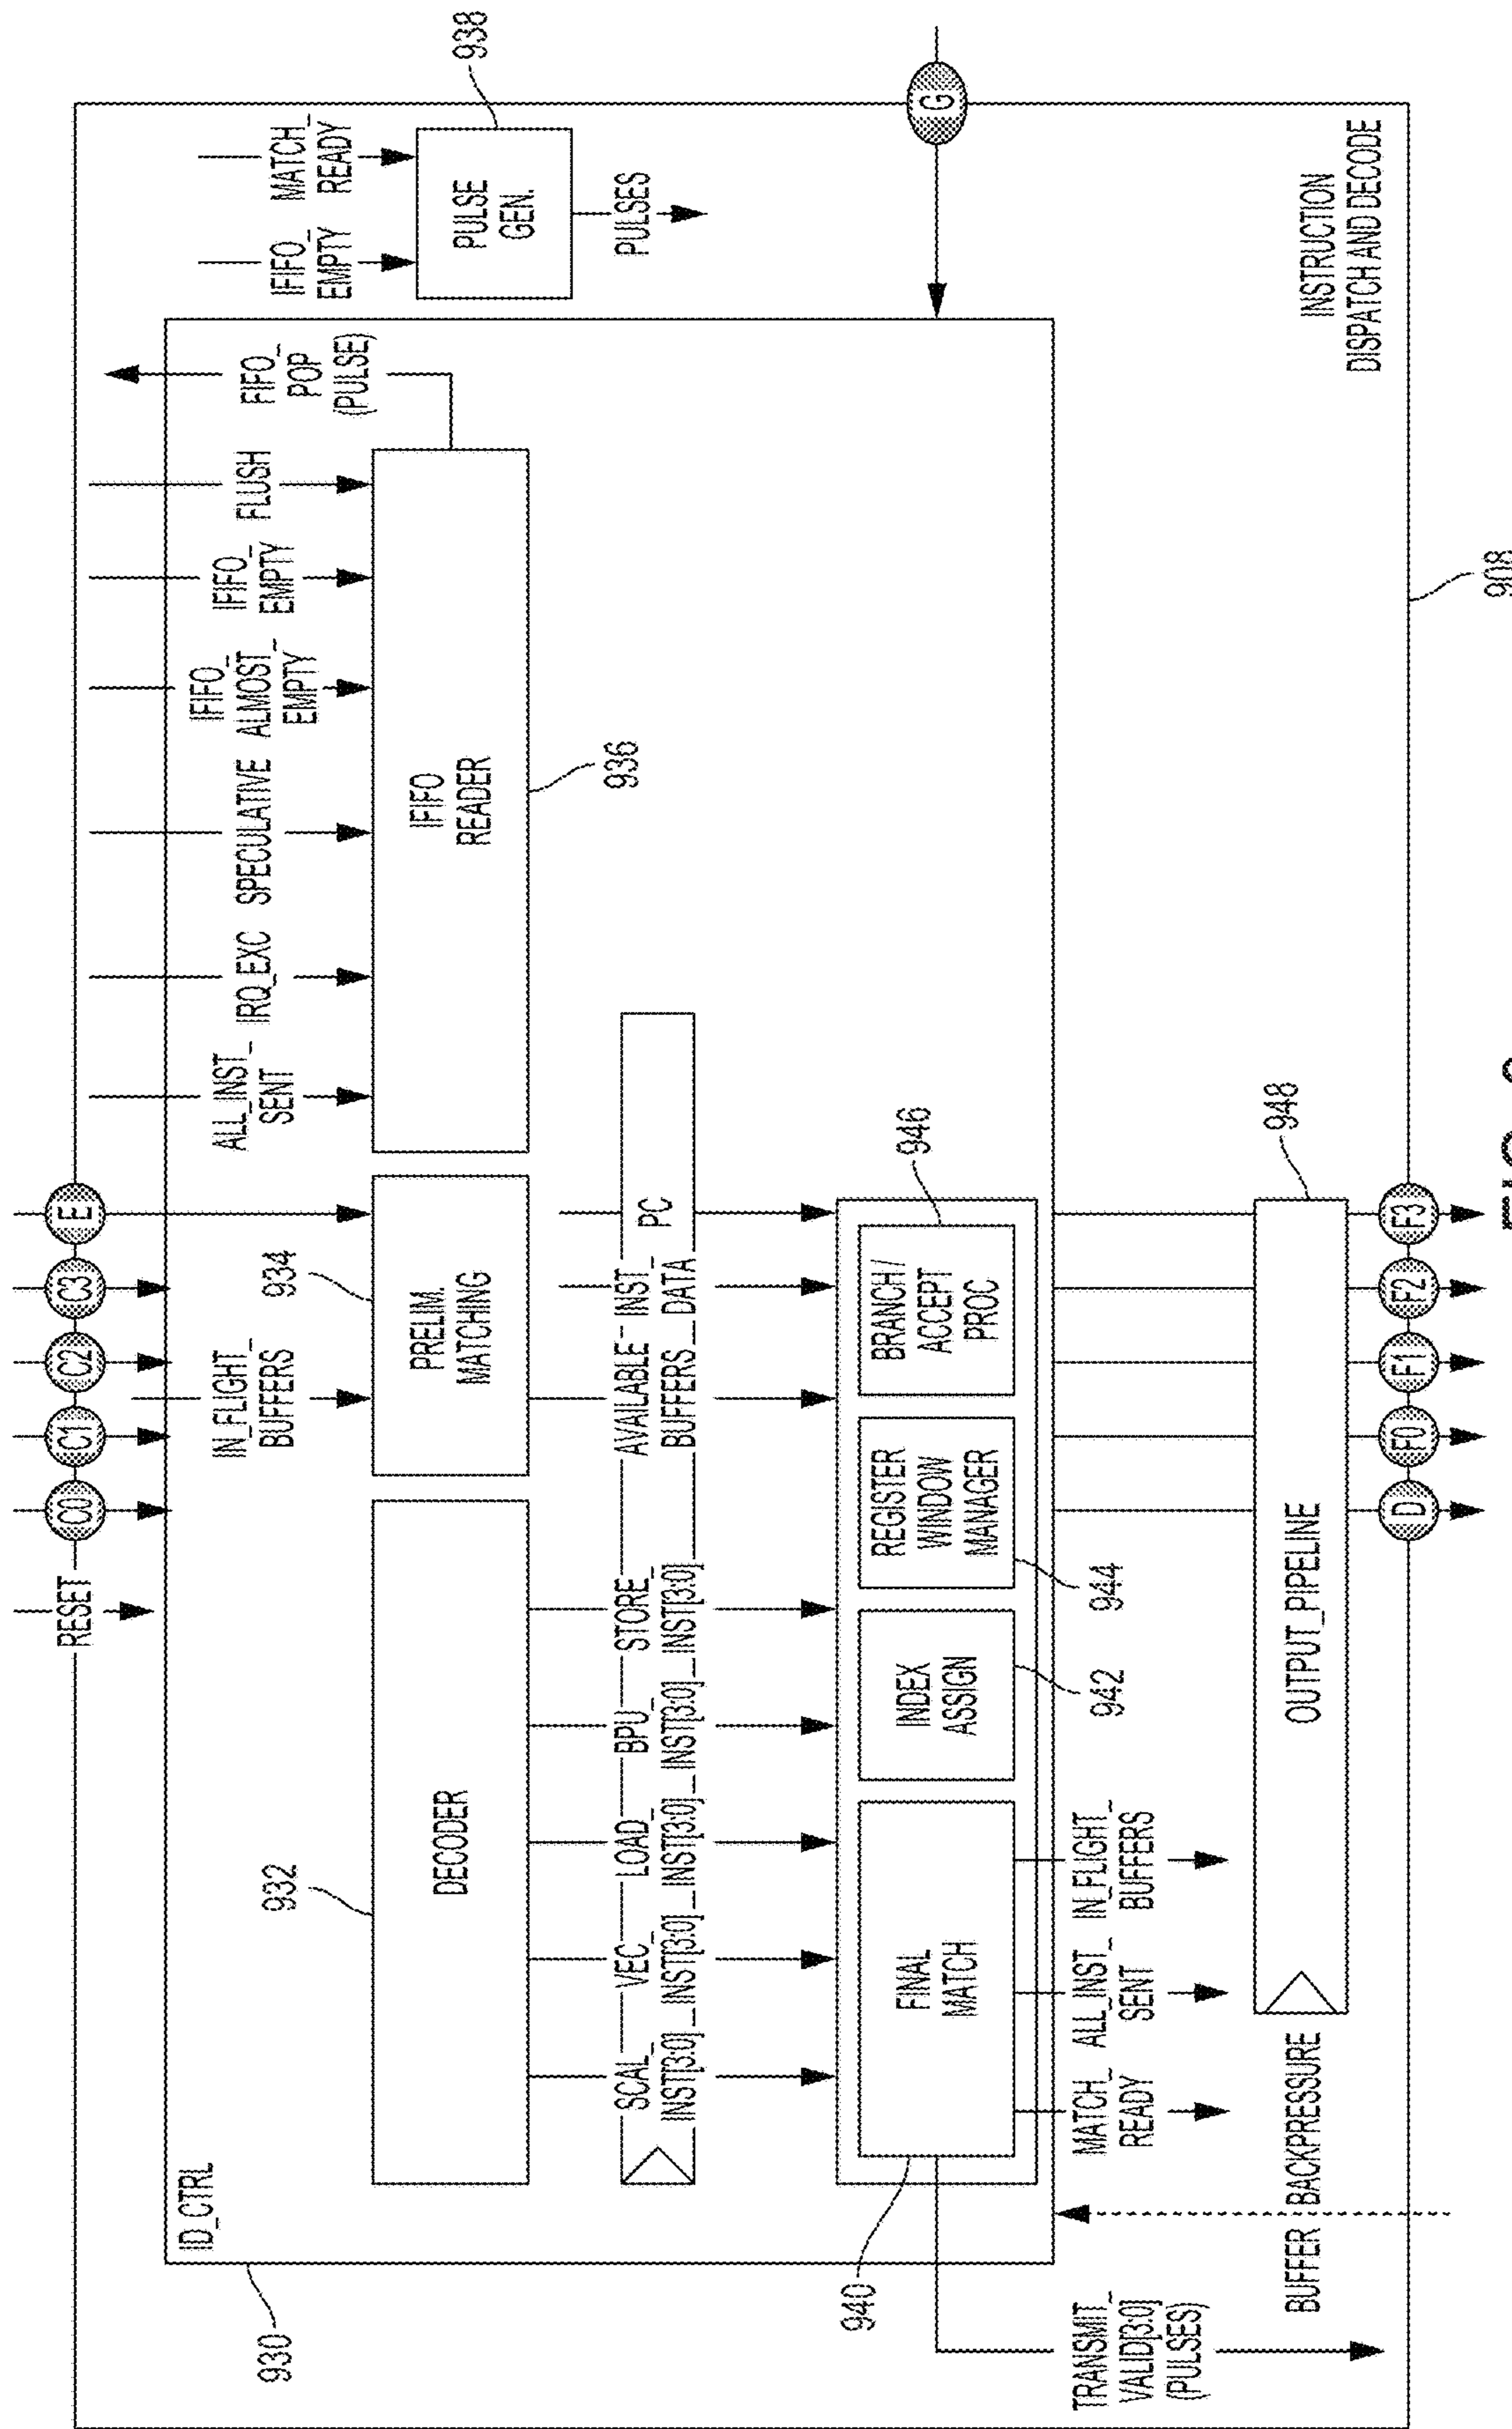 RESET
C0
C1
C2
C3
E
930
ID_CTRL
932
DECODER
IN_FLIGHT_
BUFFERS
934
PRELIM.
MATCHING
ALL_INST_
SENT
IRQ_EXC
SPECULATIVE
IFIFO_
ALMOST_
EMPTY
IFIFO_
EMPTY
FLUSH
FIFO_
POP
(PULSE)
IFIFO
READER
936
IFIFO_
EMPTY
MATCH_
READY
PULSE
GEN.
938
PULSES
SCAL_
INST[3:0]
VEC_
INST[3:0]
LOAD_
INST[3:0]
BPU_
INST[3:0]
STORE_
INST[3:0]
AVAILABLE_
BUFFERS
INST_
DATA
PC
940
FINAL
MATCH
INDEX
ASSIGN
942
REGISTER
WINDOW
MANAGER
944
BRANCH /
ACCEPT
PROC
946
G
TRANSMIT_
VALID[3:0]
(PULSES)
MATCH_
READY
ALL_INST_
SENT
IN_FLIGHT_
BUFFERS
BUFFER BACKPRESSURE
OUTPUT_PIPELINE
948
INSTRUCTION
DISPATCH AND DECODE
D
F0
F1
F2
F3
908